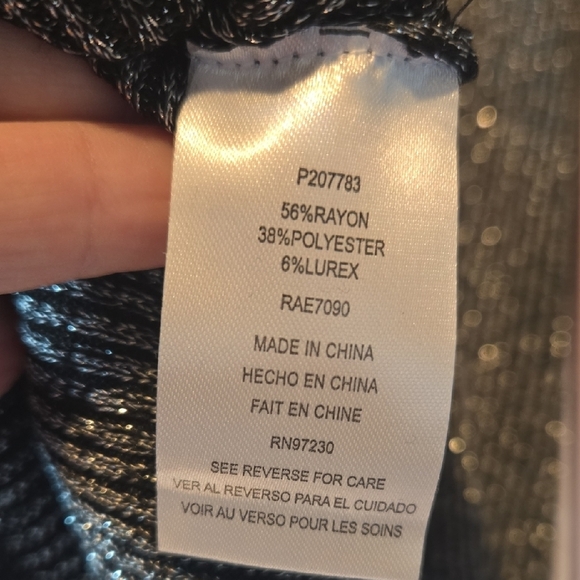 P207783
56%RAYON
38%POLYESTER
6%LUREX
RAE7090
MADE IN CHINA
HECHO EN CHINA
FAIT EN CHINE
RN97230
SEE REVERSE FOR CARE
VER AL REVERSO PARA EL CUIDADO
VOIR AU VERSO POUR LES SOINS